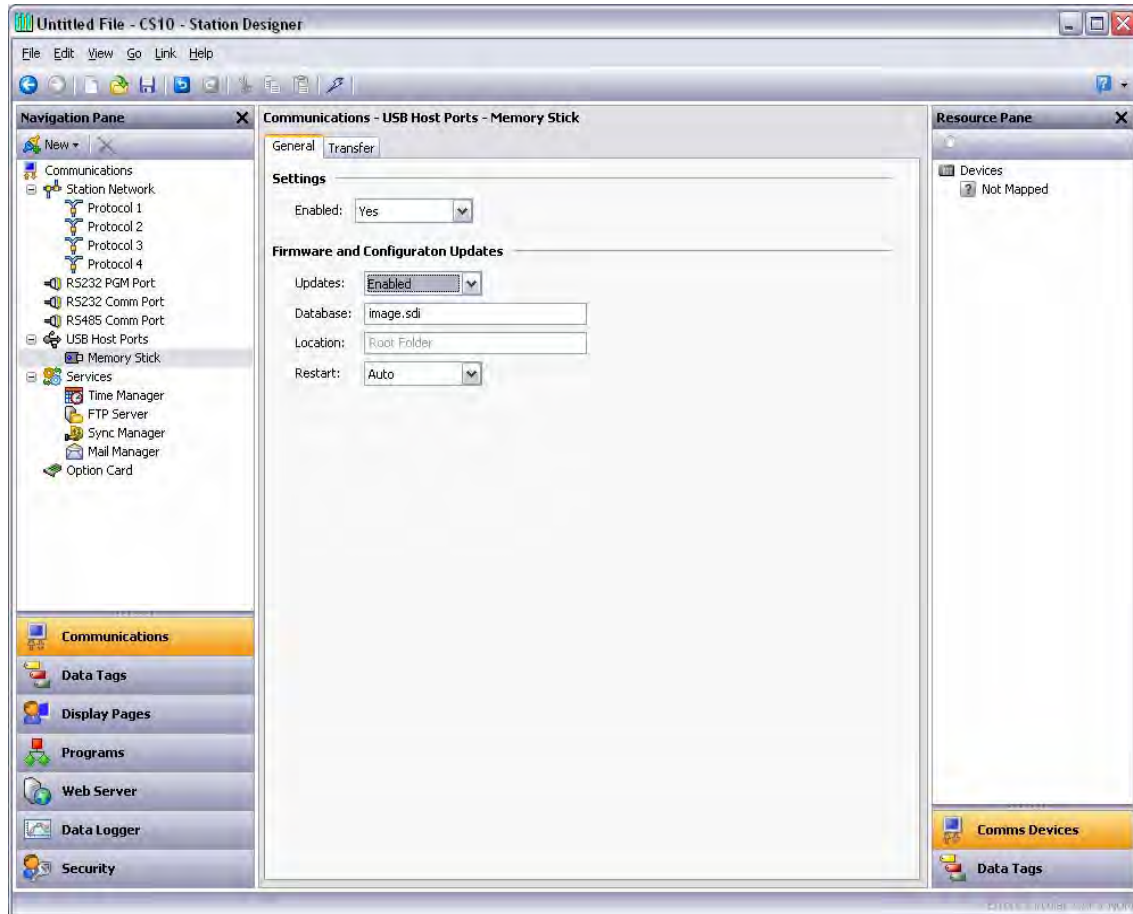 Untitled File - CS10 - Station Designer
File Edit View Go Link Help
Navigation Pane
New
Communications
Station Network
Protocol 1
Protocol 2
Protocol 3
Protocol 4
RS232 PGM Port
RS232 Comm Port
RS485 Comm Port
USB Host Ports
Memory Stick
Services
Time Manager
FTP Server
Sync Manager
Mail Manager
Option Card
Communications
Data Tags
Display Pages
Programs
Web Server
Data Logger
Security
Communications - USB Host Ports - Memory Stick
General Transfer
Settings
Enabled: Yes
Firmware and Configuraton Updates
Updates: Enabled
Database: image.sdi
Location: Root Folder
Restart: Auto
Resource Pane
Devices
Not Mapped
Comms Devices
Data Tags